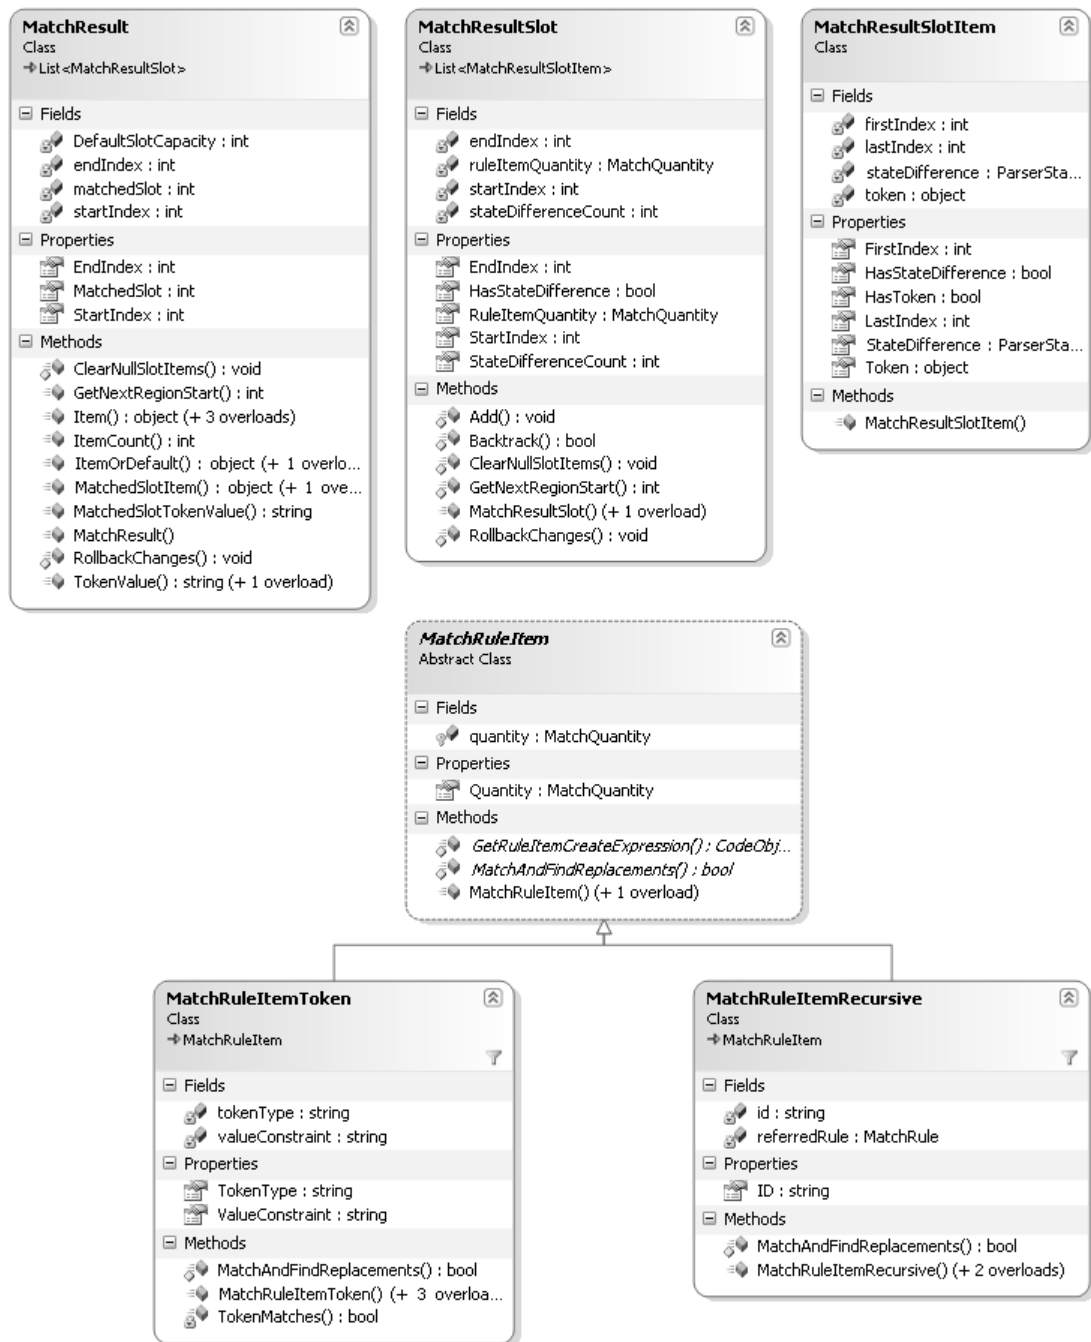 MatchResult
Class
List<MatchResultSlot>
Fields
DefaultSlotCapacity : int
endIndex : int
matchedSlot : int
startIndex : int
Properties
EndIndex : int
MatchedSlot : int
StartIndex : int
Methods
ClearNullSlotItems() : void
GetNextRegionStart() : int
Item() : object (+ 3 overloads)
ItemCount() : int
ItemOrDefault() : object (+ 1 overlo...
MatchedSlotItem() : object (+ 1 ove...
MatchedSlotTokenValue() : string
MatchResult()
RollbackChanges() : void
TokenValue() : string (+ 1 overload)
MatchResultSlot
Class
List<MatchResultSlotItem>
Fields
endIndex : int
ruleItemQuantity : MatchQuantity
startIndex : int
stateDifferenceCount : int
Properties
EndIndex : int
HasStateDifference : bool
RuleItemQuantity : MatchQuantity
StartIndex : int
StateDifferenceCount : int
Methods
Add() : void
Backtrack() : bool
ClearNullSlotItems() : void
GetNextRegionStart() : int
MatchResultSlot() (+ 1 overload)
RollbackChanges() : void
MatchResultSlotItem
Class
Fields
firstIndex : int
lastIndex : int
stateDifference : ParserSta...
token : object
Properties
FirstIndex : int
HasStateDifference : bool
HasToken : bool
LastIndex : int
StateDifference : ParserSta...
Token : object
Methods
MatchResultSlotItem()
MatchRuleItem
Abstract Class
Fields
quantity : MatchQuantity
Properties
Quantity : MatchQuantity
Methods
GetRuleItemCreateExpression() : CodeObj...
MatchAndFindReplacements() : bool
MatchRuleItem() (+ 1 overload)
MatchRuleItemToken
Class
MatchRuleItem
Fields
tokenType : string
valueConstraint : string
Properties
TokenType : string
ValueConstraint : string
Methods
MatchAndFindReplacements() : bool
MatchRuleItemToken() (+ 3 overloa...
TokenMatches() : bool
MatchRuleItemRecursive
Class
MatchRuleItem
Fields
id : string
referredRule : MatchRule
Properties
ID : string
Methods
MatchAndFindReplacements() : bool
MatchRuleItemRecursive() (+ 2 overloads)